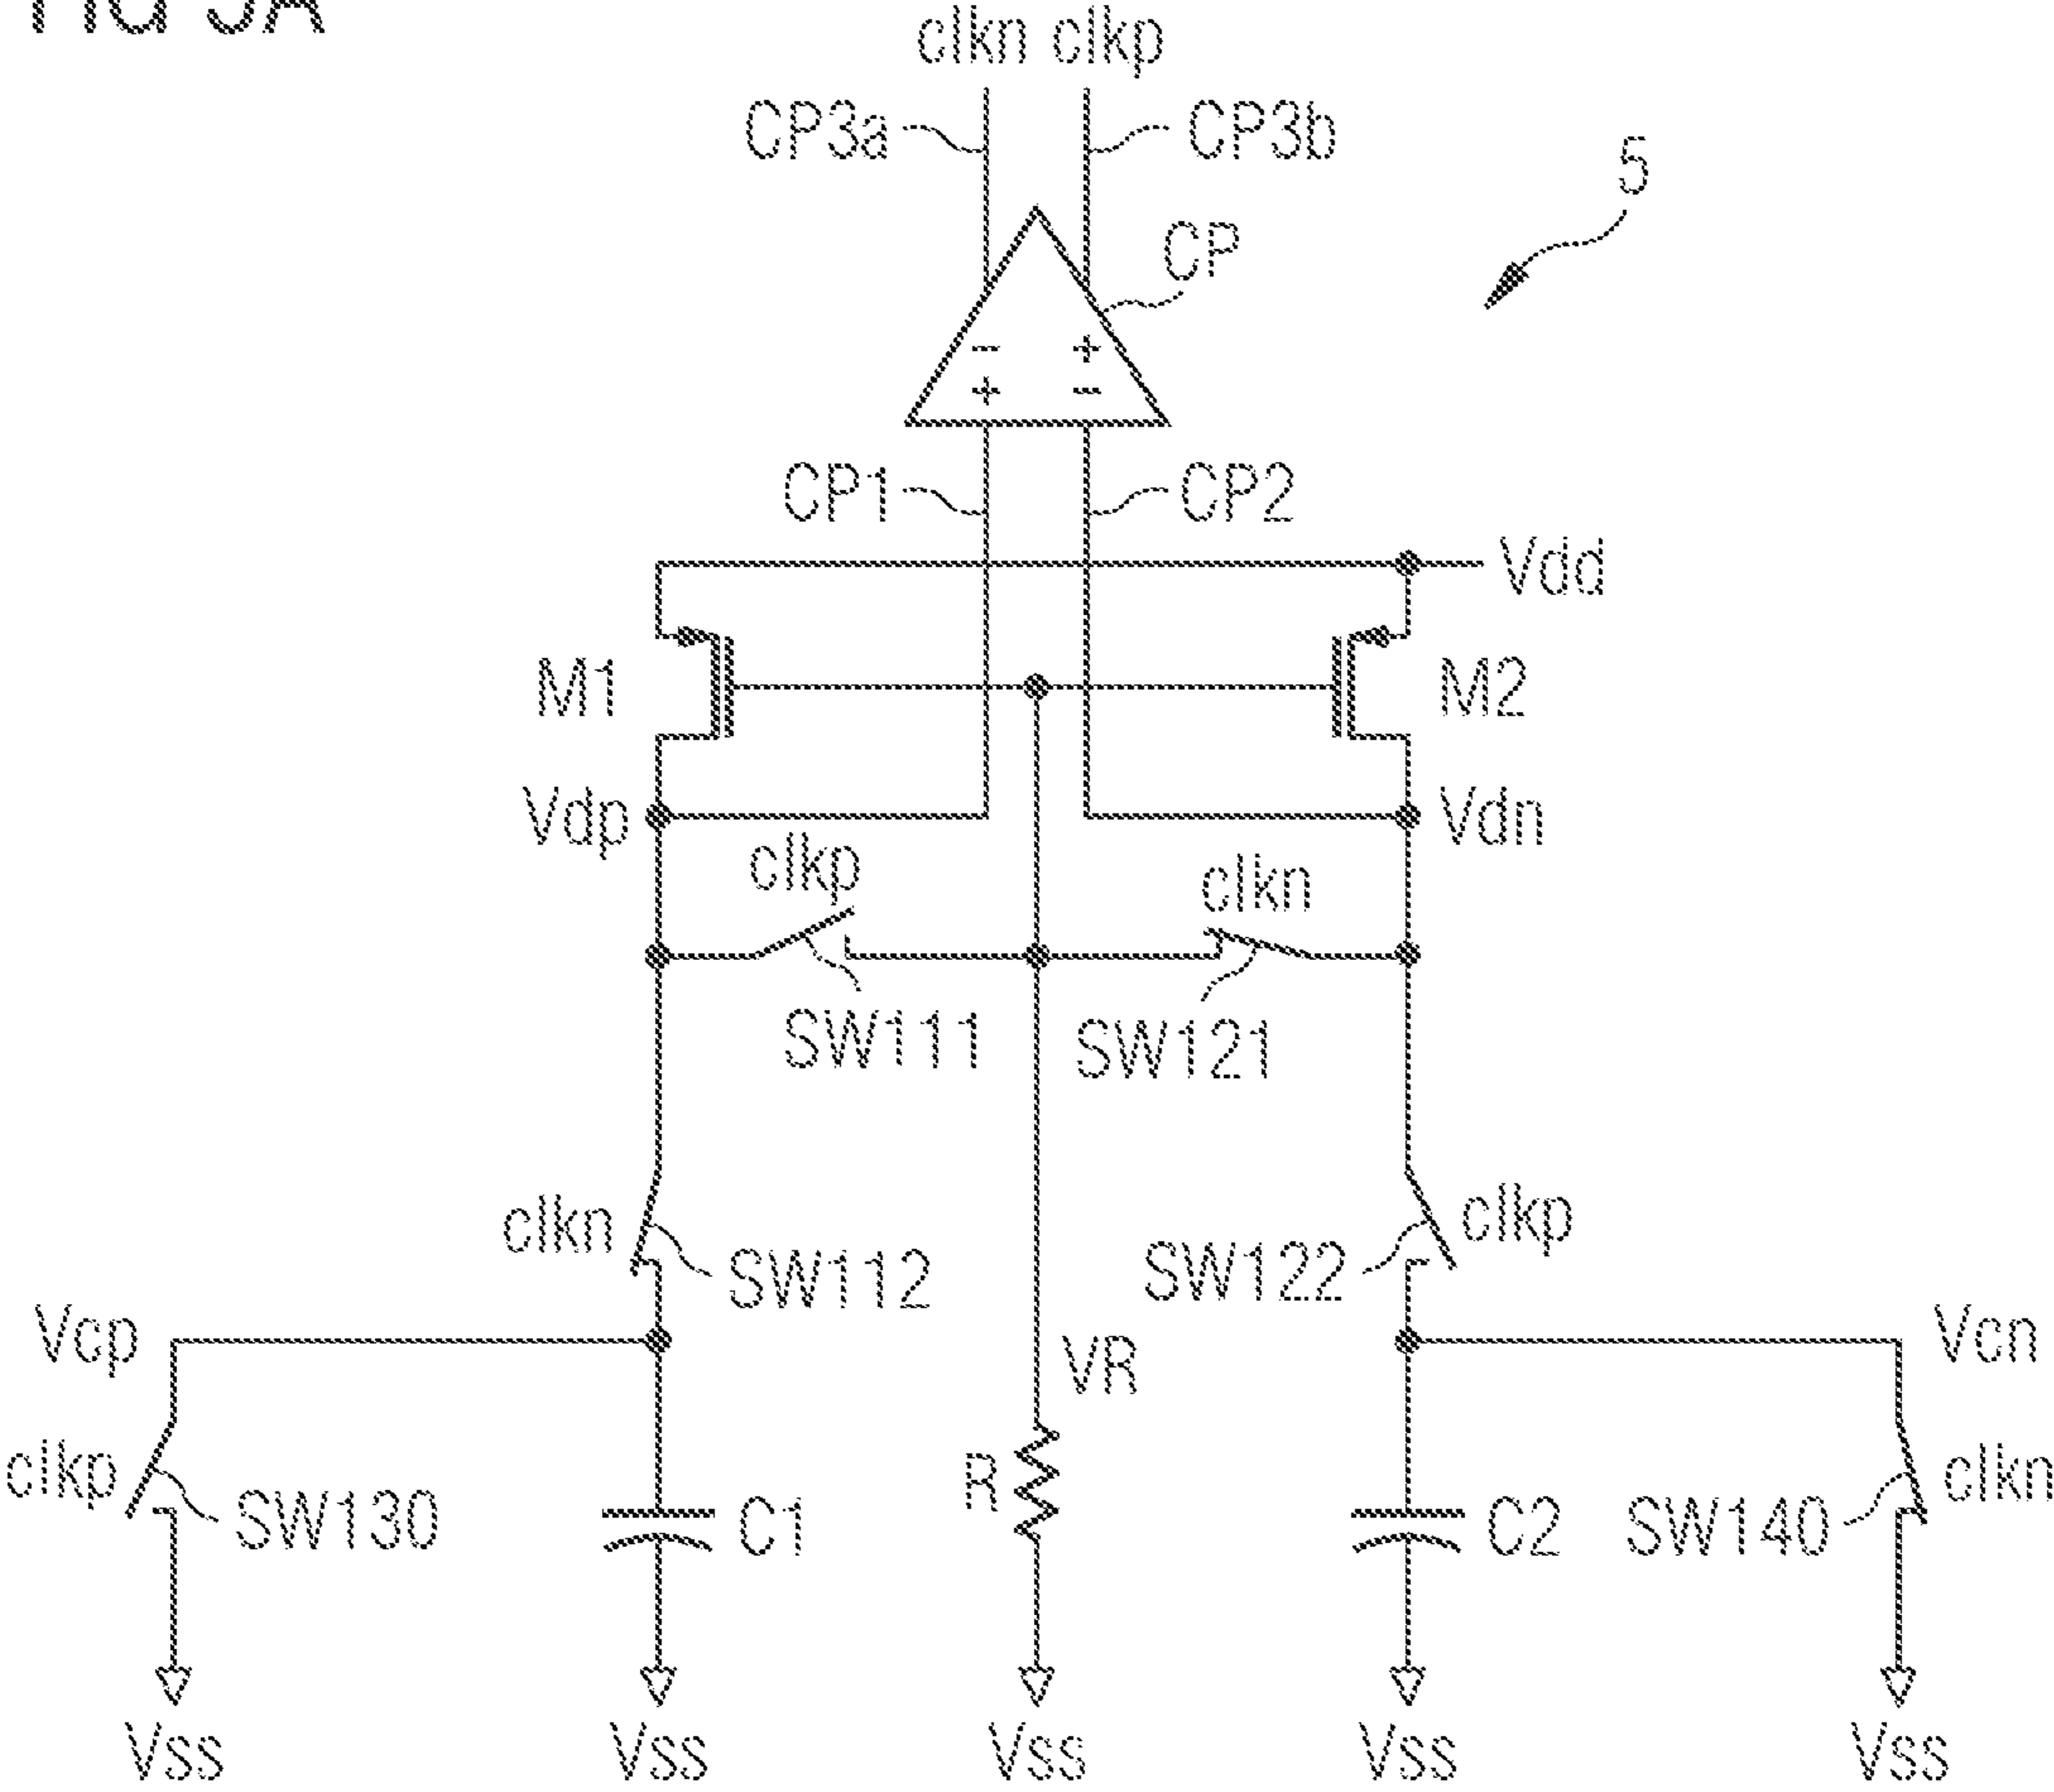 FIG 5A
clkn clkp
CP3a
CP3b
5
CP
− +
+ −
CP1
CP2
Vdd
M1
M2
Vdp
Vdn
clkp
clkn
SW111
SW121
clkn
SW112
clkp
SW122
Vcp
VR
Vcn
clkp
SW130
C1
R
C2
SW140
clkn
Vss
Vss
Vss
Vss
Vss